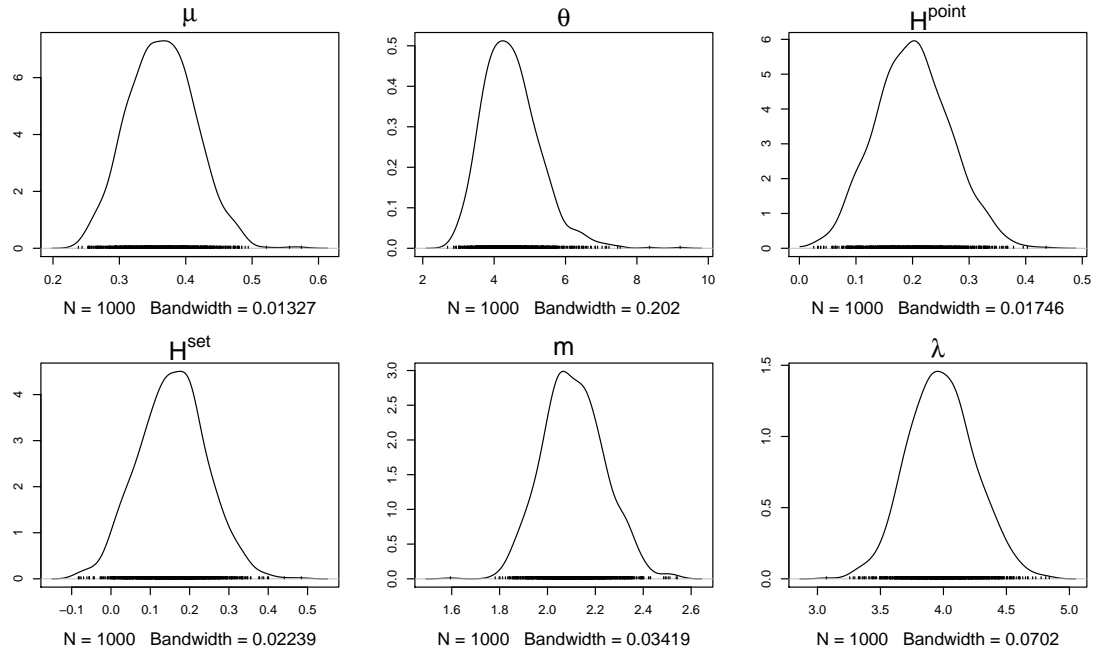 μ
0 2 4 6
0.2 0.3 0.4 0.5 0.6
N = 1000 Bandwidth = 0.01327
θ
0.0 0.1 0.2 0.3 0.4 0.5
2 4 6 8 10
N = 1000 Bandwidth = 0.202
H^point
0 1 2 3 4 5 6
0.0 0.1 0.2 0.3 0.4 0.5
N = 1000 Bandwidth = 0.01746
H^set
0 1 2 3 4
−0.1 0.0 0.1 0.2 0.3 0.4 0.5
N = 1000 Bandwidth = 0.02239
m
0.0 0.5 1.0 1.5 2.0 2.5 3.0
1.6 1.8 2.0 2.2 2.4 2.6
N = 1000 Bandwidth = 0.03419
λ
0.0 0.5 1.0 1.5
3.0 3.5 4.0 4.5 5.0
N = 1000 Bandwidth = 0.0702